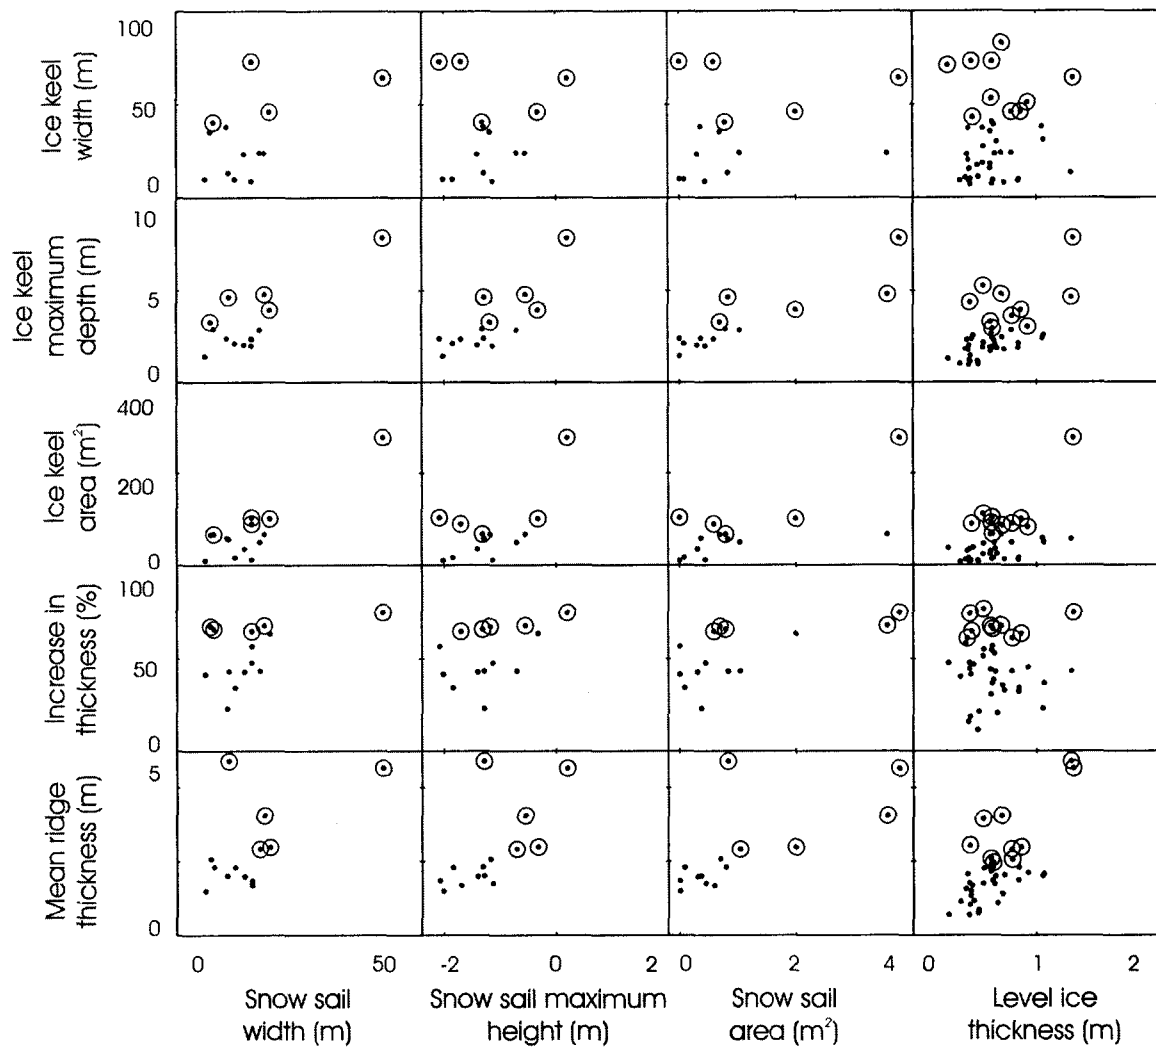 Ice keel
width (m)
100
50
0
Ice keel
maximum
depth (m)
10
5
0
Ice keel
area (m²)
400
200
0
Increase in
thickness (%)
100
50
0
Mean ridge
thickness (m)
5
0
0 50
-2 0 2
0 2 4
0 1 2
Snow sail
width (m)
Snow sail maximum
height (m)
Snow sail
area (m²)
Level ice
thickness (m)